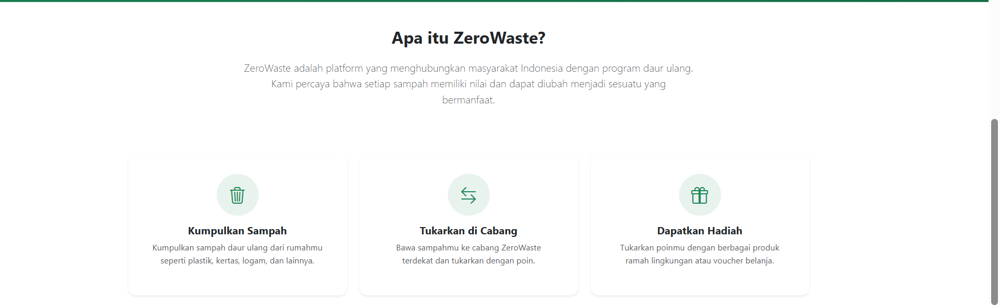 Apa itu ZeroWaste?
ZeroWaste adalah platform yang menghubungkan masyarakat Indonesia dengan program daur ulang.
Kami percaya bahwa setiap sampah memiliki nilai dan dapat diubah menjadi sesuatu yang
bermanfaat.
Kumpulkan Sampah
Kumpulkan sampah daur ulang dari rumahmu
seperti plastik, kertas, logam, dan lainnya.
Tukarkan di Cabang
Bawa sampahmu ke cabang ZeroWaste
terdekat dan tukarkan dengan poin.
Dapatkan Hadiah
Tukarkan poinmu dengan berbagai produk
ramah lingkungan atau voucher belanja.